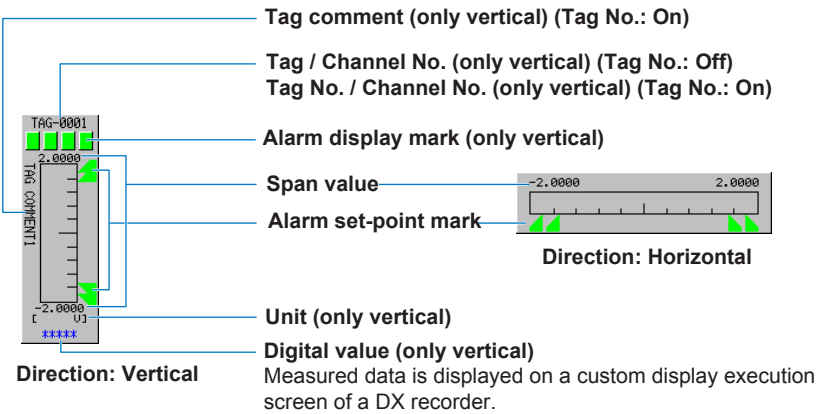 Tag comment (only vertical) (Tag No.: On)
Tag / Channel No. (only vertical) (Tag No.: Off)
Tag No. / Channel No. (only vertical) (Tag No.: On)
TAG-0001
Alarm display mark (only vertical)
2.0000
TAG COMMENT1
Span value
-2.0000 2.0000
Alarm set-point mark
Direction: Horizontal
-2.0000
[ V]
Unit (only vertical)
*****
Digital value (only vertical)
Direction: Vertical
Measured data is displayed on a custom display execution
screen of a DX recorder.